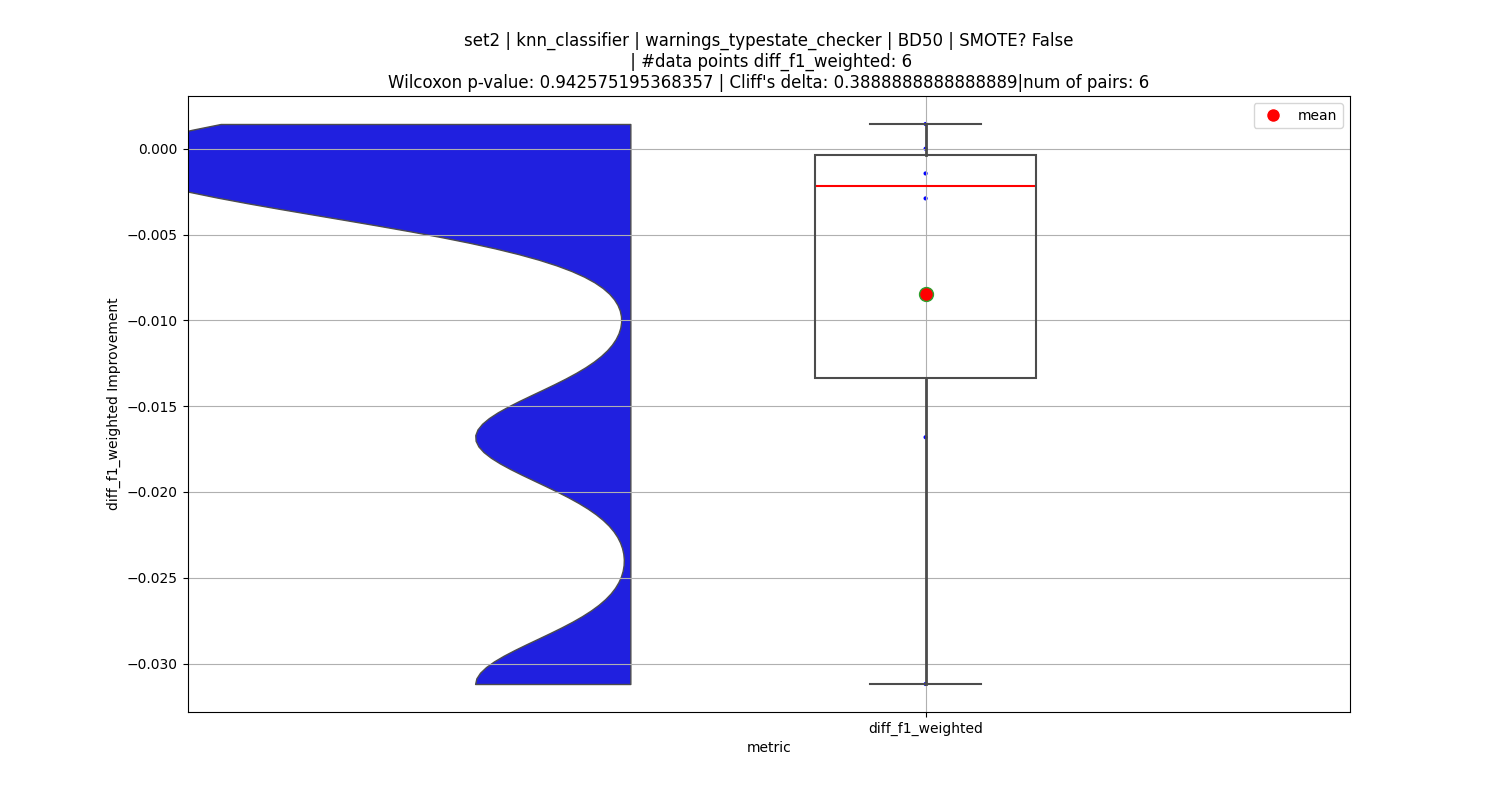 set2 | knn_classifier | warnings_typestate_checker | BD50 | SMOTE? False
| #data points diff_f1_weighted: 6
Wilcoxon p-value: 0.942575195368357 | Cliff's delta: 0.3888888888888889|num of pairs: 6
mean
0.000
−0.005
−0.010
−0.015
−0.020
−0.025
−0.030
diff_f1_weighted Improvement
diff_f1_weighted
metric